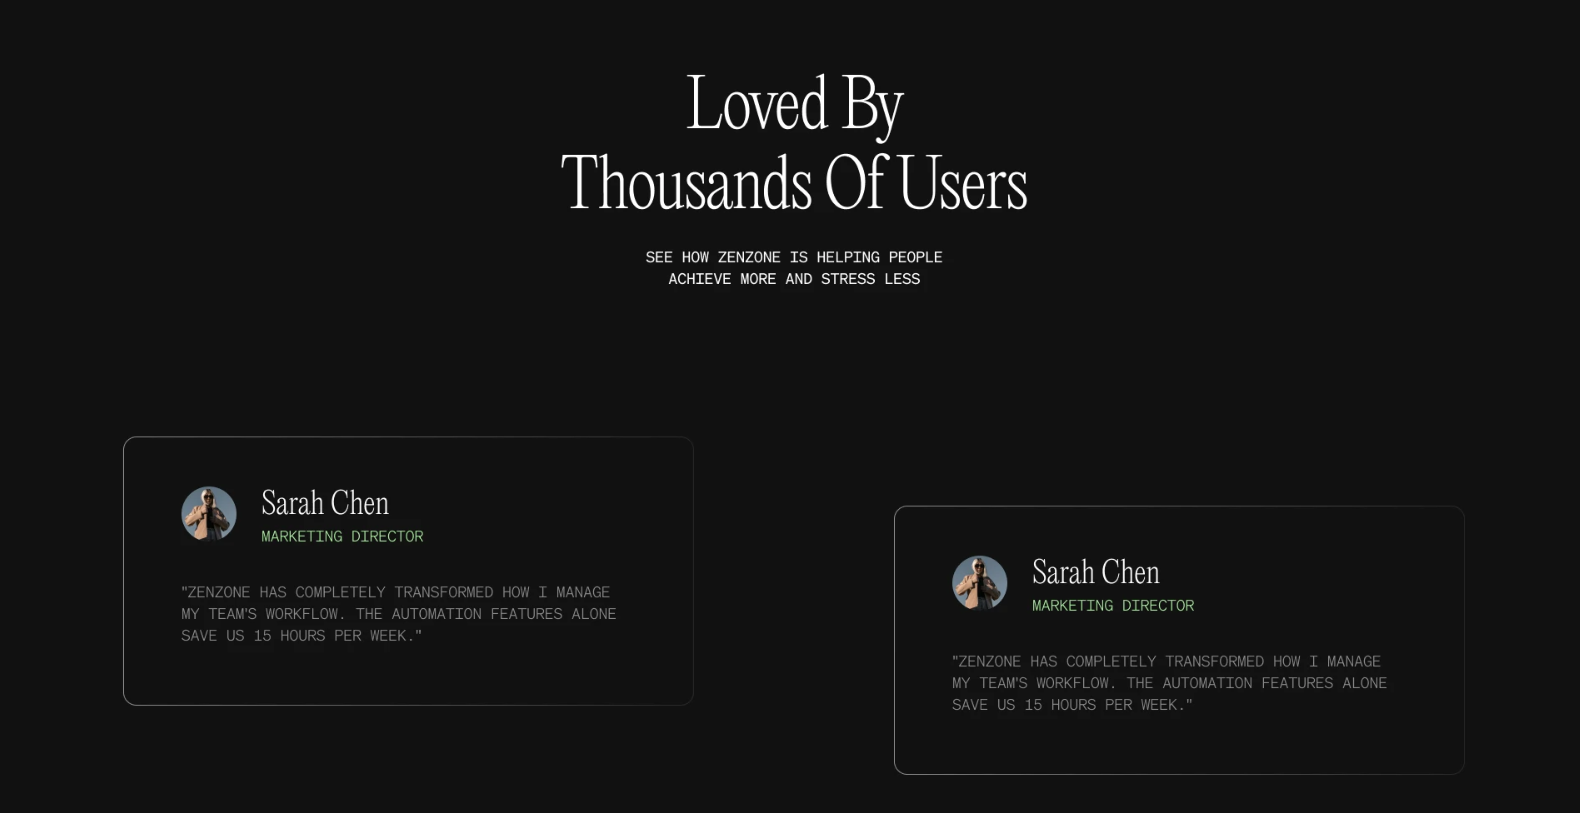 Loved By
Thousands Of Users
SEE HOW ZENZONE IS HELPING PEOPLE
ACHIEVE MORE AND STRESS LESS
Sarah Chen
MARKETING DIRECTOR
"ZENZONE HAS COMPLETELY TRANSFORMED HOW I MANAGE
MY TEAM'S WORKFLOW. THE AUTOMATION FEATURES ALONE
SAVE US 15 HOURS PER WEEK."
Sarah Chen
MARKETING DIRECTOR
"ZENZONE HAS COMPLETELY TRANSFORMED HOW I MANAGE
MY TEAM'S WORKFLOW. THE AUTOMATION FEATURES ALONE
SAVE US 15 HOURS PER WEEK."